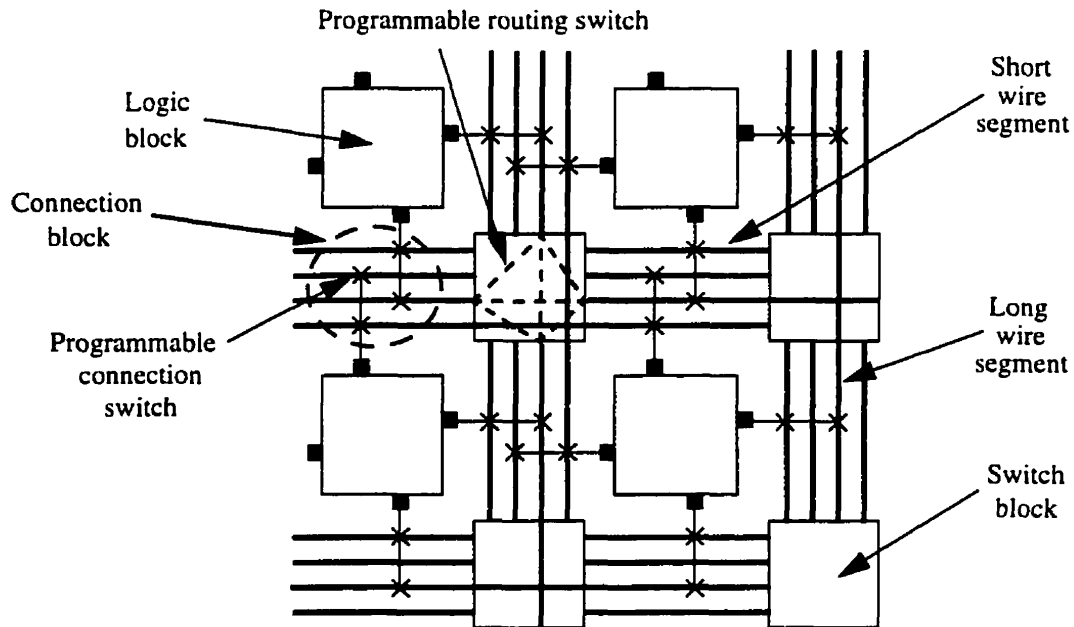 Programmable routing switch
Short
wire
segment
Logic
block
Connection
block
Programmable
connection
switch
Long
wire
segment
Switch
block